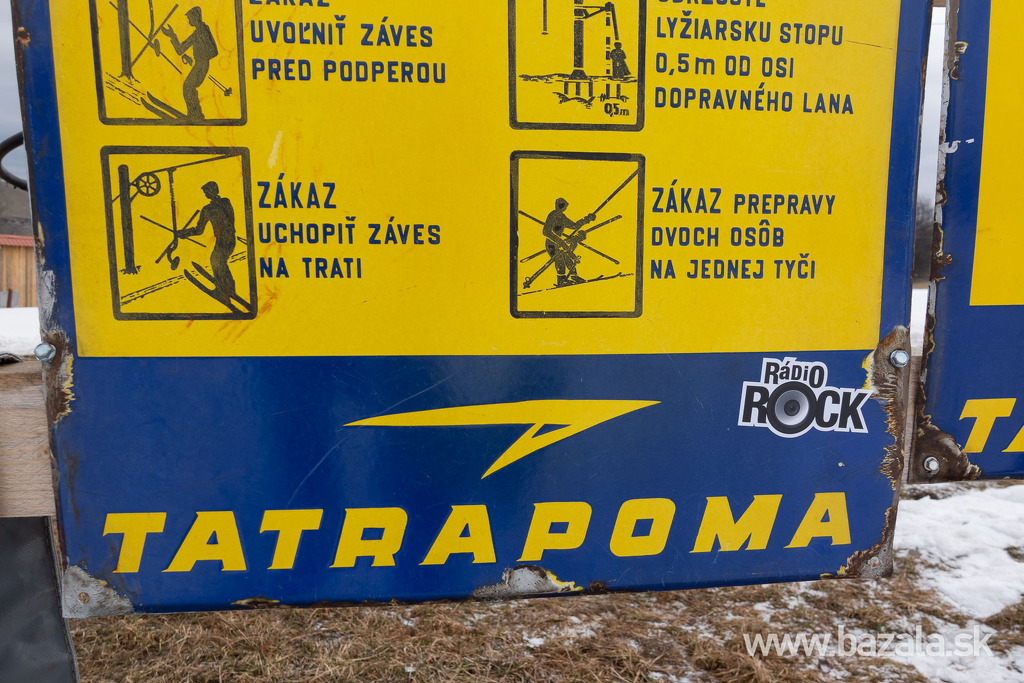 ZÁKAZ
UVOĽNIŤ ZÁVES
PRED PODPEROU
LYŽIARSKU STOPU
0,5m OD OSI
DOPRAVNÉHO LANA
0,5m
ZÁKAZ
UCHOPIŤ ZÁVES
NA TRATI
ZÁKAZ PREPRAVY
DVOCH OSÔB
NA JEDNEJ TYČI
RáDiO
ROCK
TATRAPOMA
www.bazala.sk